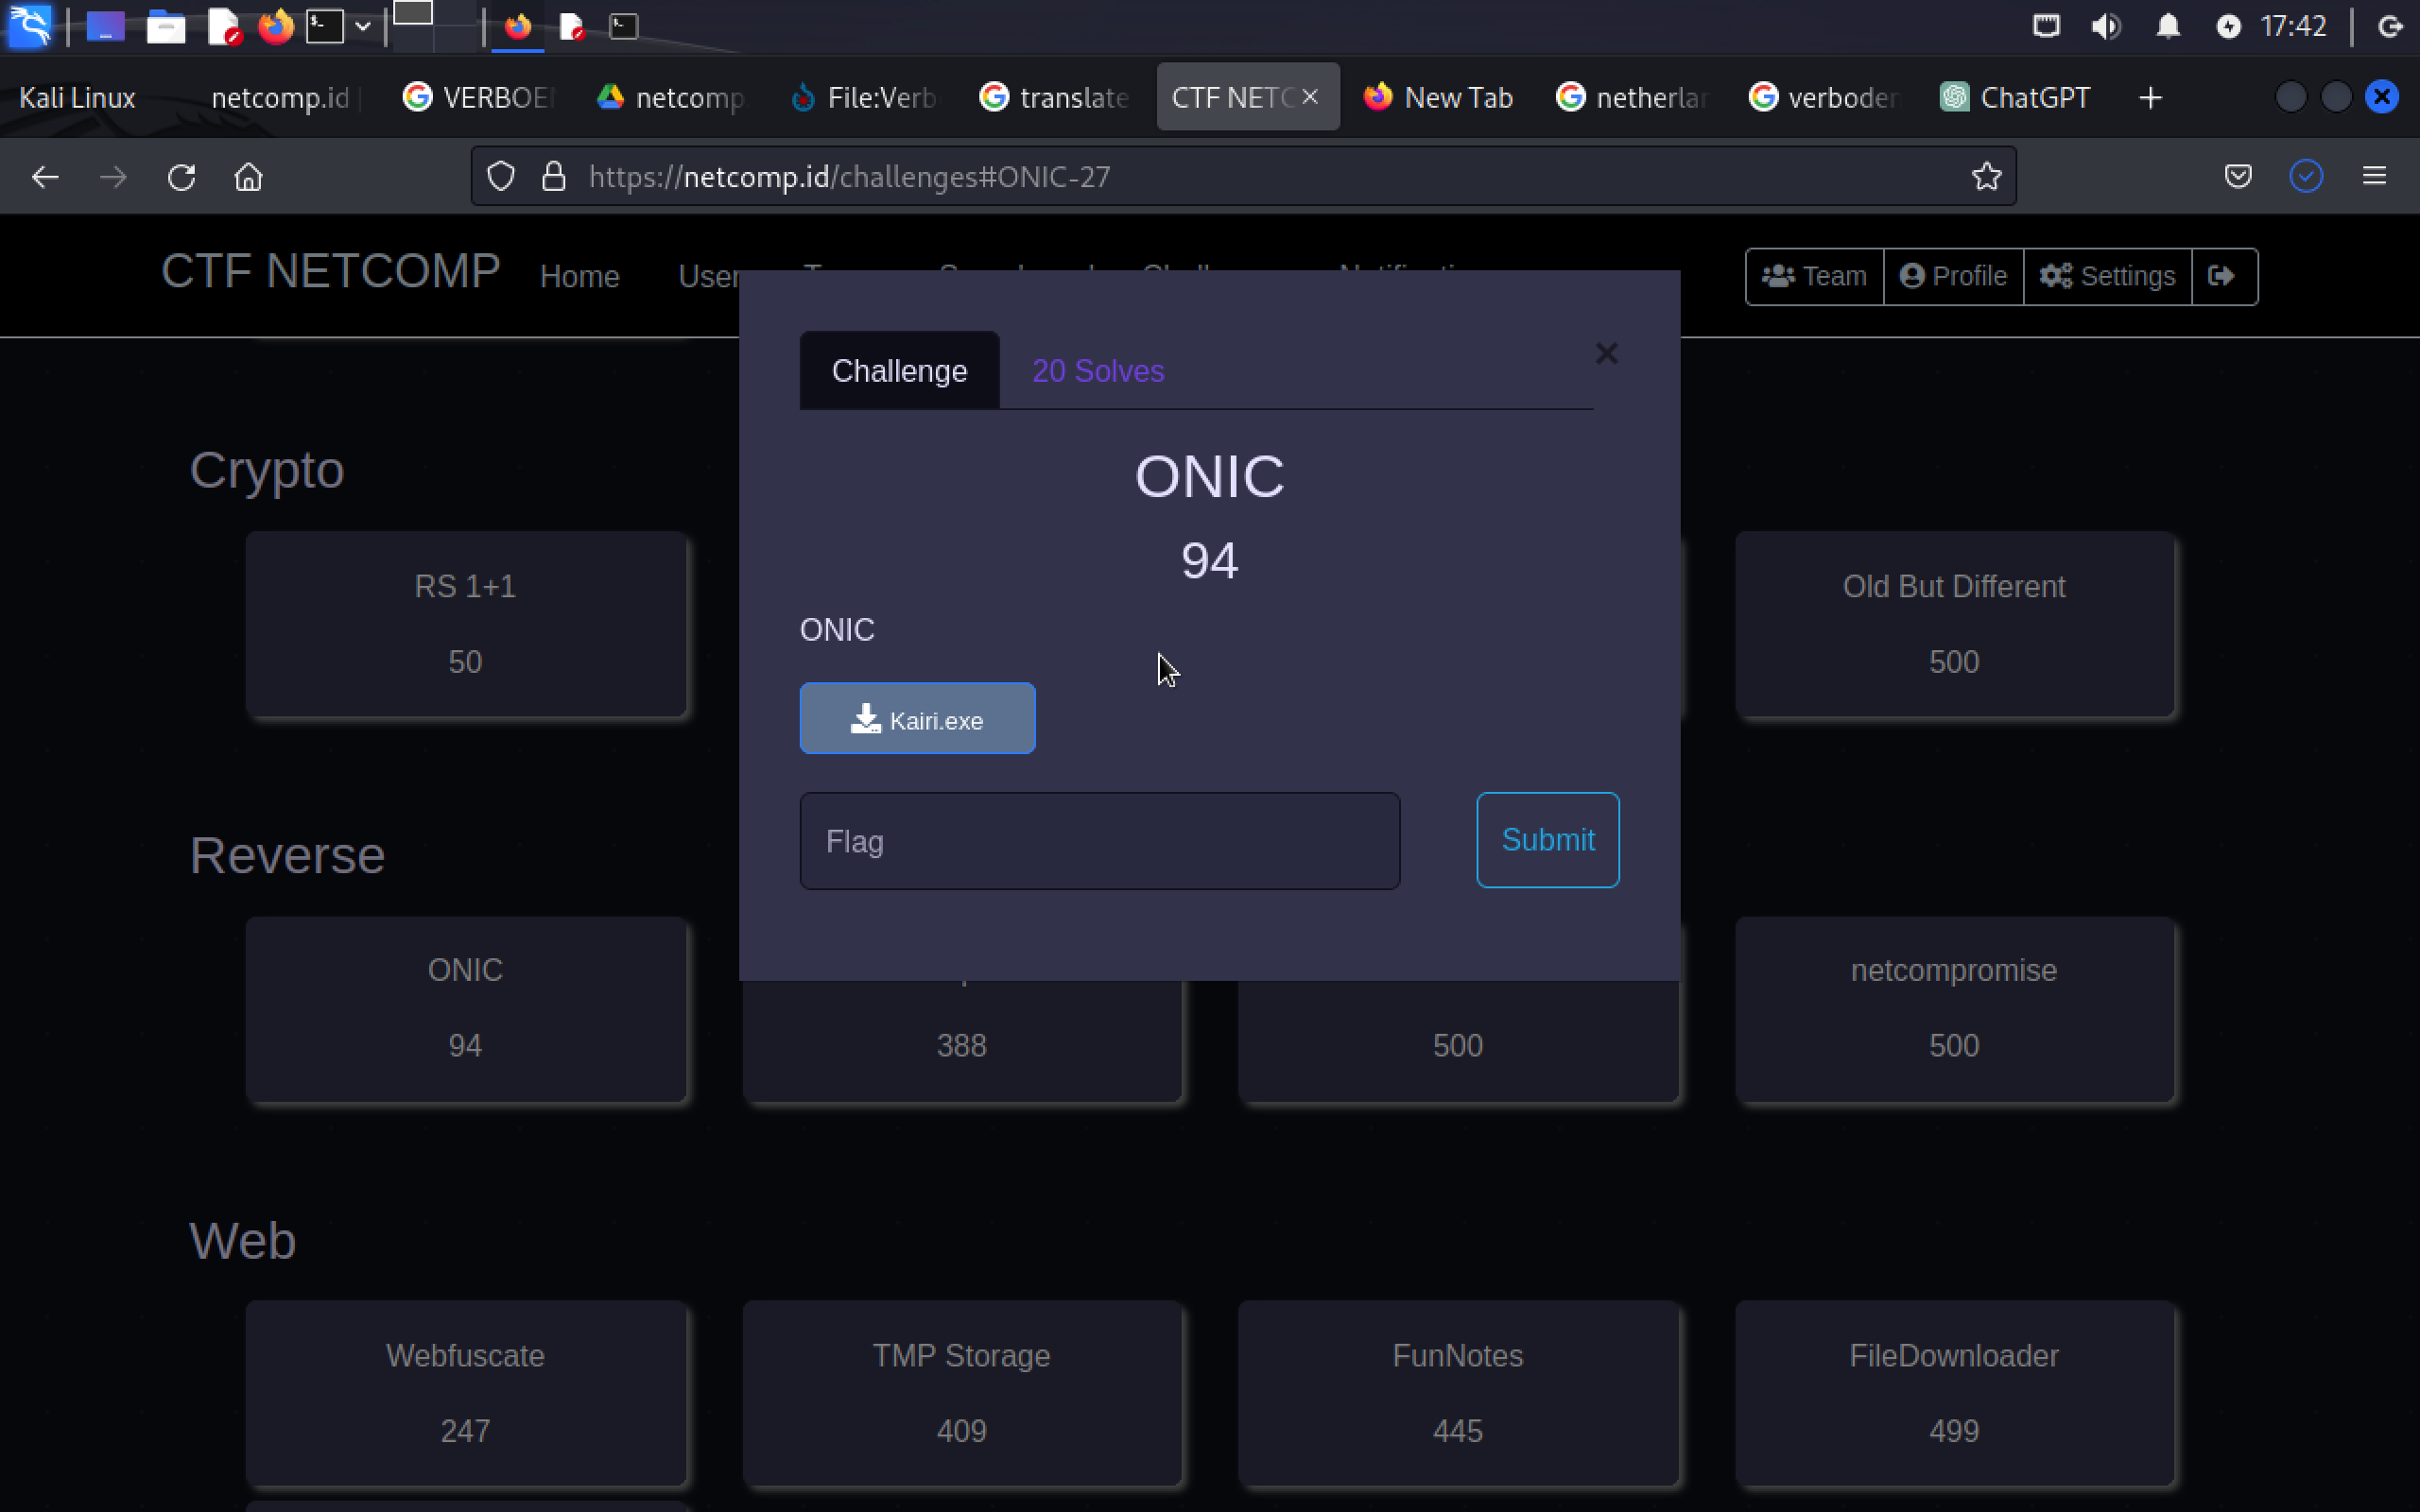 17:42
Kali Linux netcomp.id VERBOE netcomp File:Verb translate CTF NETC New Tab netherlar verboden ChatGPT
https://netcomp.id/challenges#ONIC-27
CTF NETCOMP Home User Team Profile Settings
Challenge 20 Solves
ONIC
94
ONIC
Kairi.exe
Flag Submit
Crypto
RS 1+1
50
Old But Different
500
Reverse
ONIC
94
388
500
netcompromise
500
Web
Webfuscate
247
TMP Storage
409
FunNotes
445
FileDownloader
499